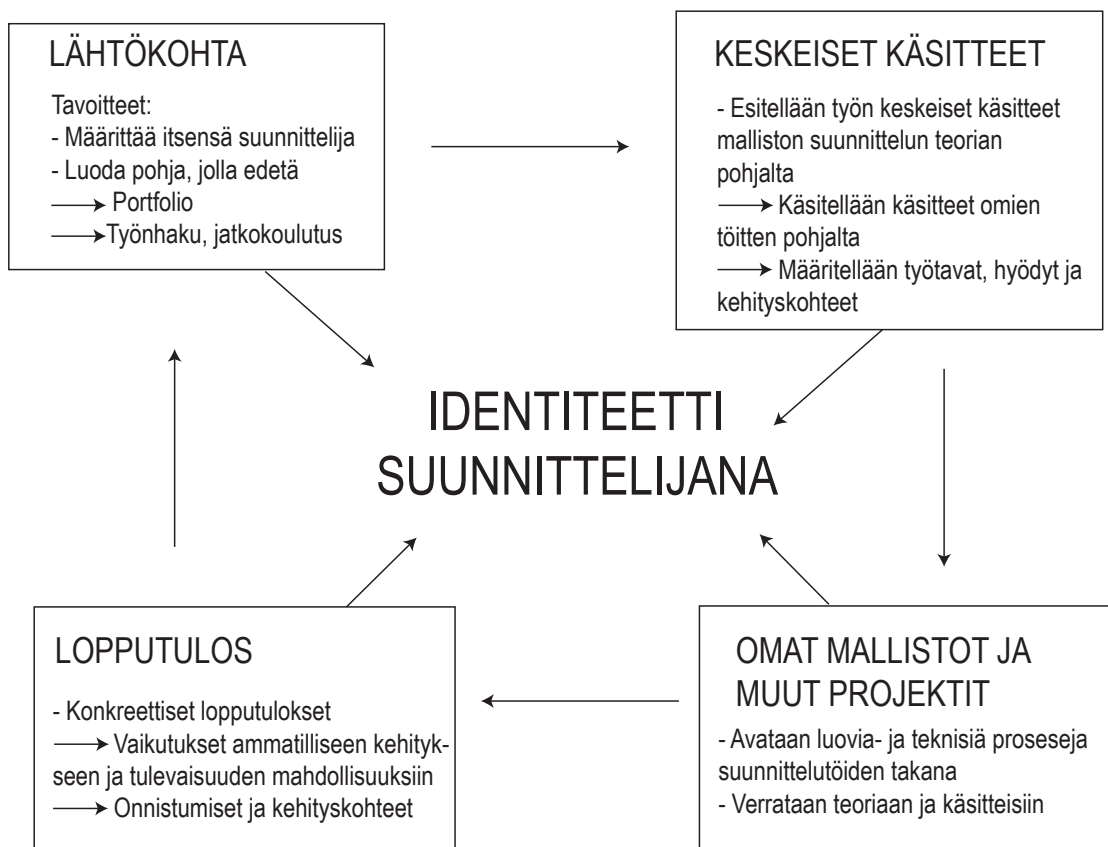 LÄHTÖKOHTA
Tavoitteet:
- Määrittää itsensä suunnittelija
- Luoda pohja, jolla edetä
Portfolio
Työnhaku, jatkokoulutus
KESKEISET KÄSITTEET
- Esitellään työn keskeiset käsitteet
malliston suunnittelun teorian
pohjalta
Käsitellään käsitteet omien
töitten pohjalta
Määritellään työtavat, hyödyt ja
kehityskohteet
IDENTITEETTI
SUUNNITTELIJANA
LOPPUTULOS
- Konkreettiset lopputulokset
Vaikutukset ammatilliseen kehityk-
seen ja tulevaisuuden mahdollisuuksiin
Onnistumiset ja kehityskohteet
OMAT MALLISTOT JA
MUUT PROJEKTIT
- Avataan luovia- ja teknisiä proseseja
suunnittelutöiden takana
- Verrataan teoriaan ja käsitteisiin